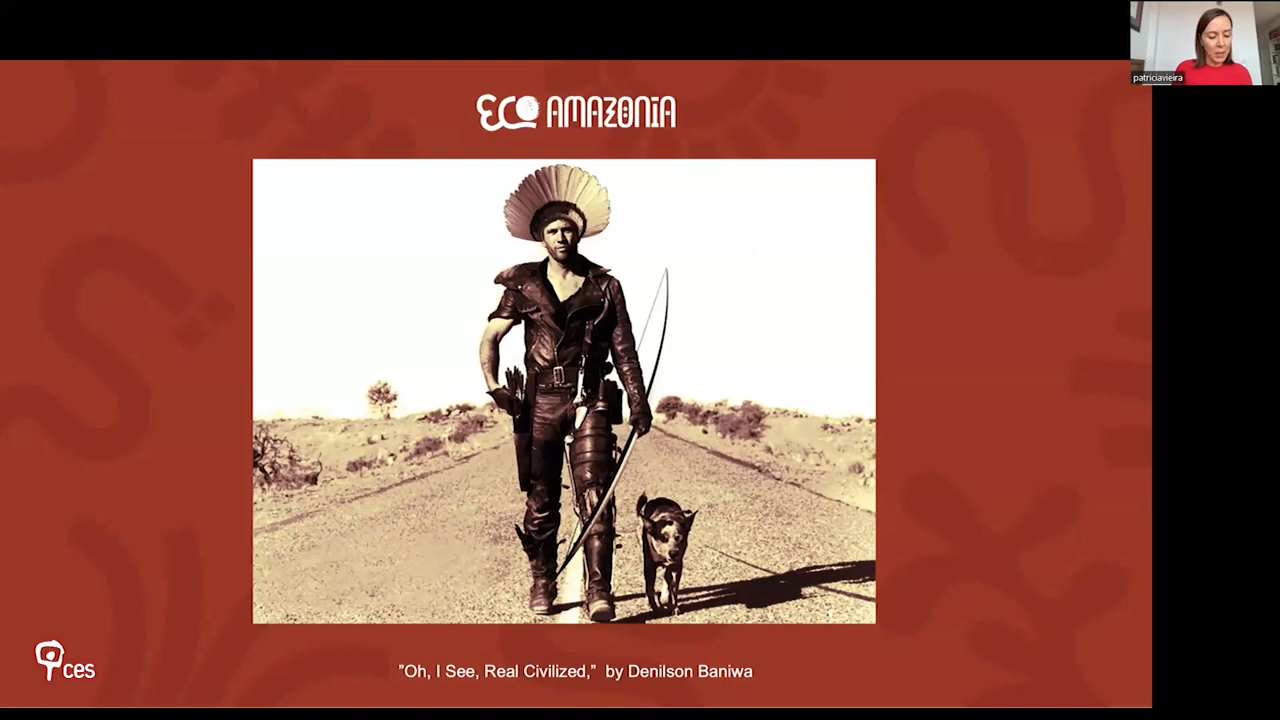 patriciavieira
ECO AMAZONIA
ces
"Oh, I See, Real Civilized," by Denilson Baniwa